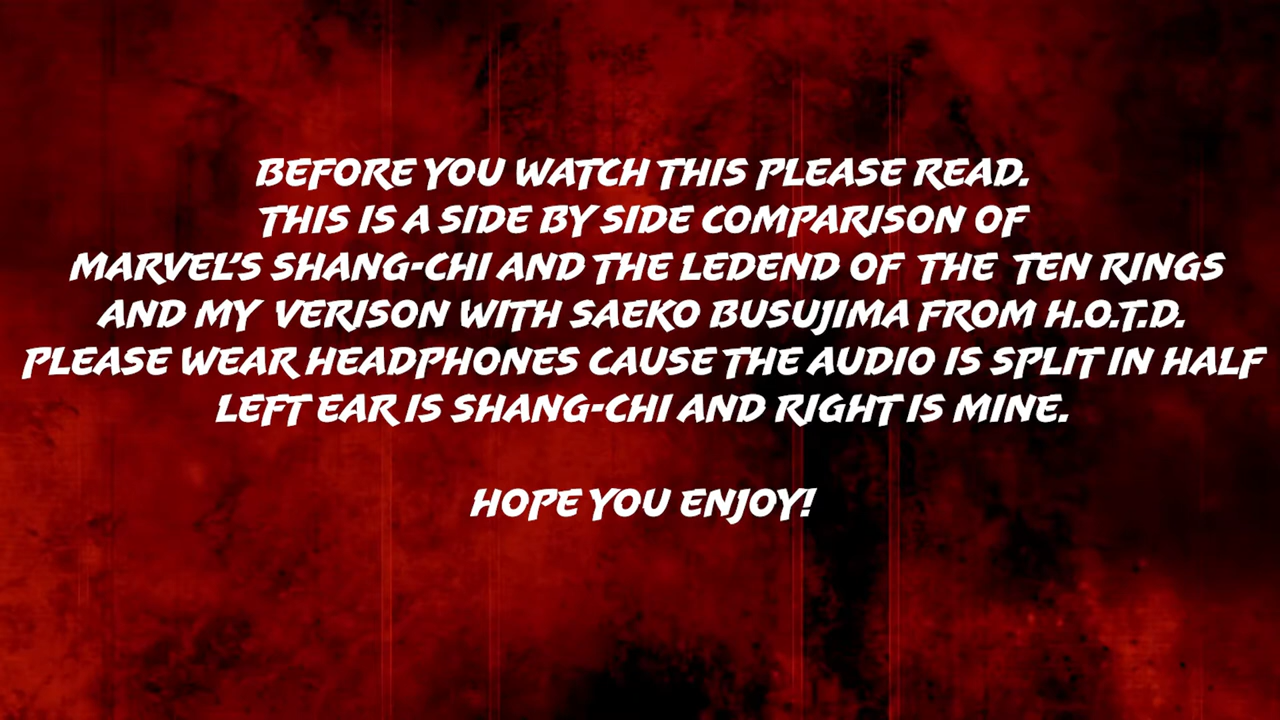 BEFORE YOU WATCH THIS PLEASE READ.
THIS IS A SIDE BY SIDE COMPARISON OF
MARVEL'S SHANG-CHI AND THE LEDEND OF THE TEN RINGS
AND MY VERISON WITH SAEKO BUSUJIMA FROM H.O.T.D.
PLEASE WEAR HEADPHONES CAUSE THE AUDIO IS SPLIT IN HALF
LEFT EAR IS SHANG-CHI AND RIGHT IS MINE.
HOPE YOU ENJOY!